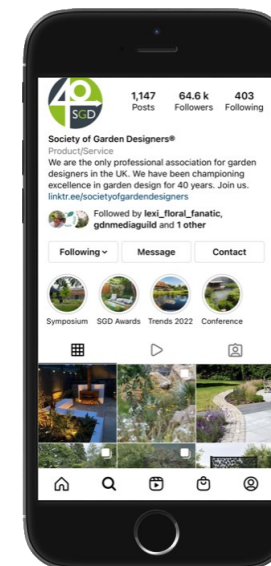 40
SGD
1,147 64.6 k 403
Posts Followers Following
Society of Garden Designers®
Product/Service
We are the only professional association for garden
designers in the UK. We have been championing
excellence in garden design for 40 years. Join us.
linktr.ee/societyofgardendesigners
Followed by lexi_floral_fanatic,
gdnmediaguild and 1 other
Following Message Contact
Symposium SGD Awards Trends 2022 Conference